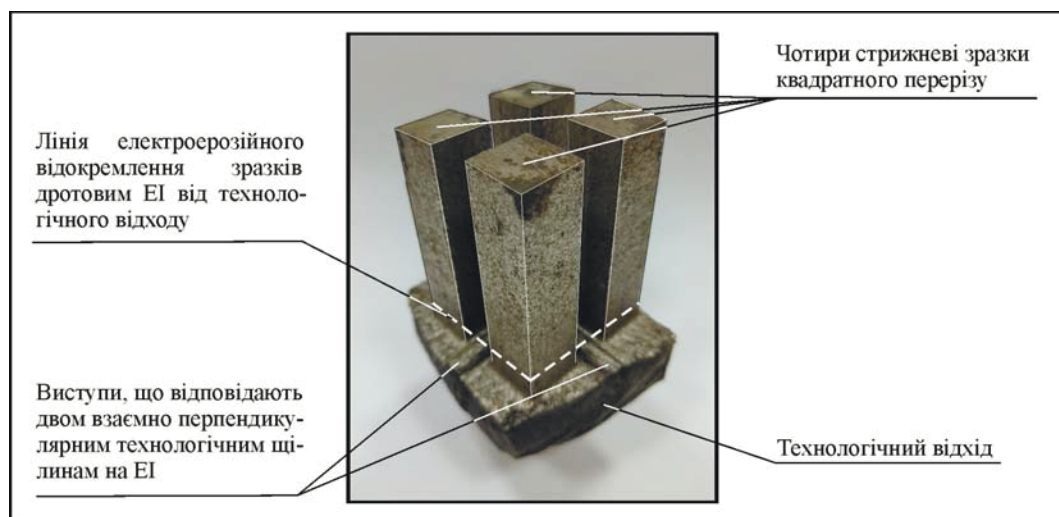 Чотири стрижневі зразки
квадратного перерізу
Лінія електроерозійного
відокремлення зразків
дротовим ЕІ від техноло-
гічного відходу
Виступи, що відповідають
двом взаємно перпендику-
лярним технологічним щі-
линам на ЕІ
Технологічний відхід